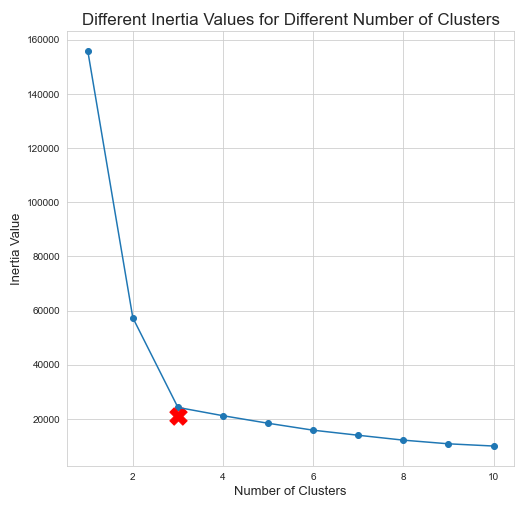 Different Inertia Values for Different Number of Clusters
160000
140000
120000
100000
80000
60000
40000
20000
Inertia Value
2 4 6 8 10
Number of Clusters